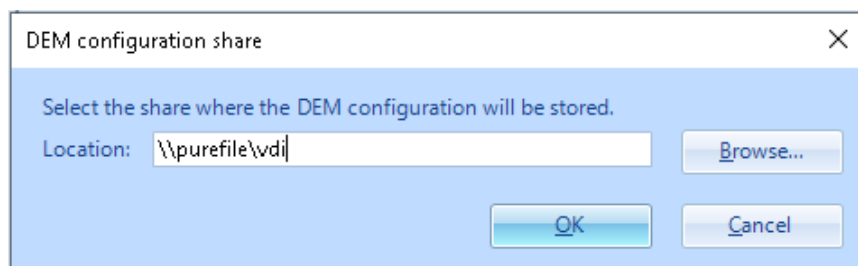 DEM configuration share
Select the share where the DEM configuration will be stored.
Location: \\purefile\vdi Browse...
OK Cancel